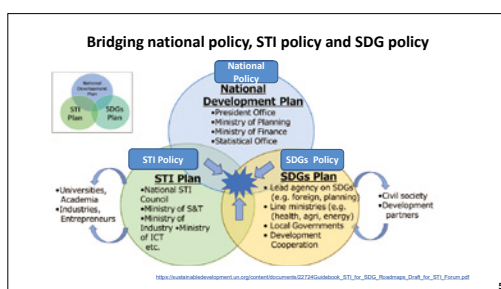 Bridging national policy, STI policy and SDG policy
National
Development
Plan
STI
Plan
SDGs
Plan
National
Policy
National
Development Plan
•President Office
•Ministry of Planning
•Ministry of Finance
•Statistical Office
STI Policy
STI Plan
•National STI
Council
•Ministry of S&T
•Ministry of
Industry •Ministry
of ICT
etc.
SDGs Policy
SDGs Plan
• Lead agency on SDGs
(e.g. foreign, planning)
• Line ministries (e.g.
(health, agri, energy)
• Local Governments
• Development
Cooperation
•Universities,
Academia
•Industries,
Entrepreneurs
•Civil society
•Development
partners
https://sustainabledevelopment.un.org/content/documents/22724Guidebook_STI_for_SDG_Roadmaps_Draft_for_STI_Forum.pdf
5